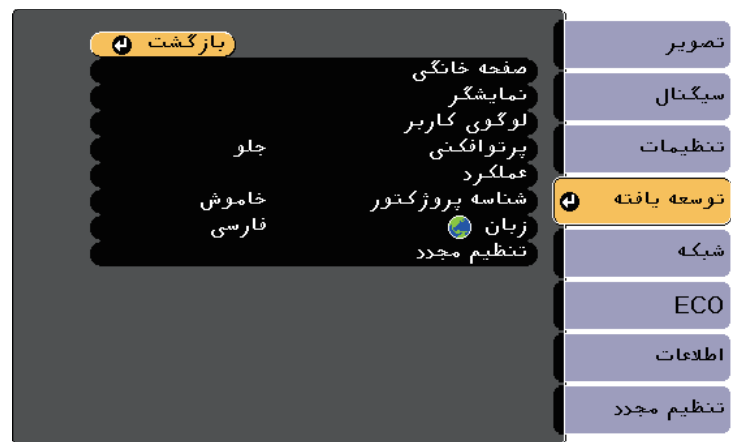 تصویر
سیگنال
تنظیمات
توسعه یافته
شبکه
ECO
اطلاعات
تنظیم مجدد
بازگشت
صفحه خانگی
نمایشگر
لوگوی کاربر
پرتوافکنی جلو
عملکرد
شناسه پروژکتور خاموش
زبان فارسی
تنظیم مجدد